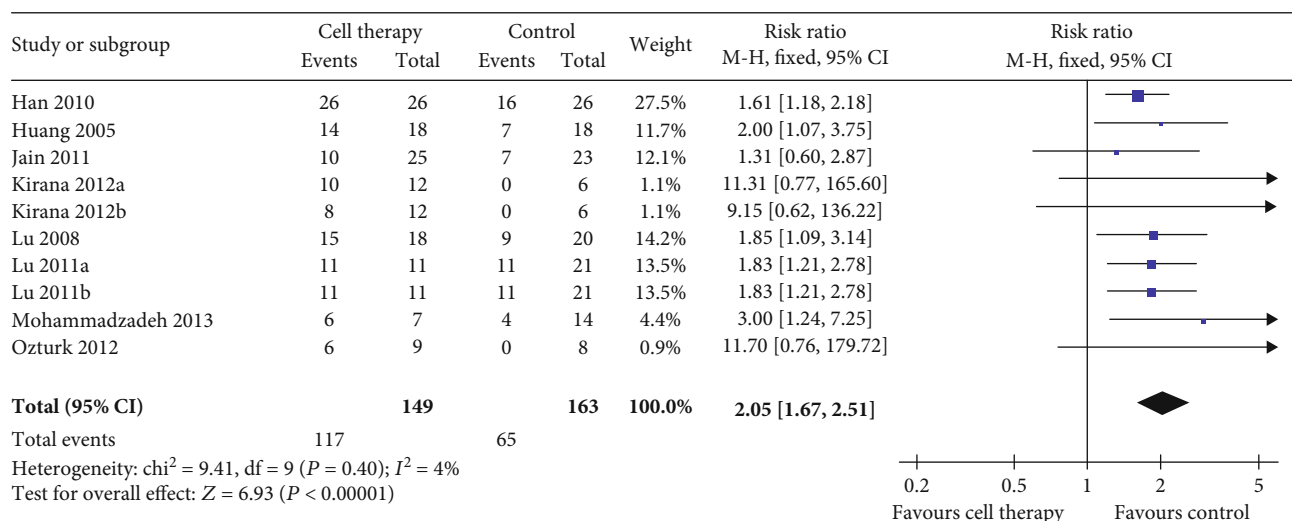 Study or subgroup Cell therapy Control Weight Risk ratio Risk ratio
Events Total Events Total M-H, fixed, 95% CI M-H, fixed, 95% CI
Han 2010 26 26 16 26 27.5% 1.61 [1.18, 2.18]
Huang 2005 14 18 7 18 11.7% 2.00 [1.07, 3.75]
Jain 2011 10 25 7 23 12.1% 1.31 [0.60, 2.87]
Kirana 2012a 10 12 0 6 1.1% 11.31 [0.77, 165.60]
Kirana 2012b 8 12 0 6 1.1% 9.15 [0.62, 136.22]
Lu 2008 15 18 9 20 14.2% 1.85 [1.09, 3.14]
Lu 2011a 11 11 11 21 13.5% 1.83 [1.21, 2.78]
Lu 2011b 11 11 11 21 13.5% 1.83 [1.21, 2.78]
Mohammadzadeh 2013 6 7 4 14 4.4% 3.00 [1.24, 7.25]
Ozturk 2012 6 9 0 8 0.9% 11.70 [0.76, 179.72]
Total (95% CI) 149 163 100.0% 2.05 [1.67, 2.51]
Total events 117 65
Heterogeneity: chi² = 9.41, df = 9 (P = 0.40); I² = 4%
Test for overall effect: Z = 6.93 (P < 0.00001)
0.2 0.5 1 2 5
Favours cell therapy Favours control